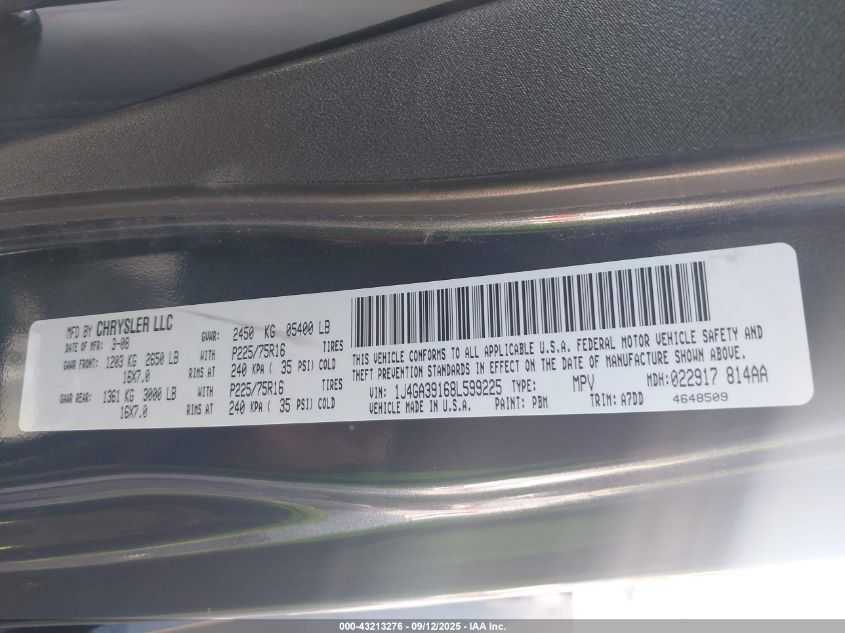 MFD BY CHRYSLER LLC
DATE OF MFR: 3-08 GVWR: 2450 KG 05400 LB
GAWR FRONT: 1203 KG 2650 LB WITH P225/75R16 TIRES
16X7.0 RIMS AT 240 KPA ( 35 PSI) COLD
GAWR REAR: 1361 KG 3000 LB WITH P225/75R16 TIRES
16X7.0 RIMS AT 240 KPA ( 35 PSI) COLD
THIS VEHICLE CONFORMS TO ALL APPLICABLE U.S.A. FEDERAL MOTOR VEHICLE SAFETY AND
THEFT PREVENTION STANDARDS IN EFFECT ON THE DATE OF MANUFACTURE SHOWN ABOVE.
VIN: 1J4GA39168L599225 TYPE: MPV MDH: 022917 814AA
VEHICLE MADE IN U.S.A. PAINT: PBM TRIM: A7DD 4648509
000-43213276 - 09/12/2025 - IAA Inc.